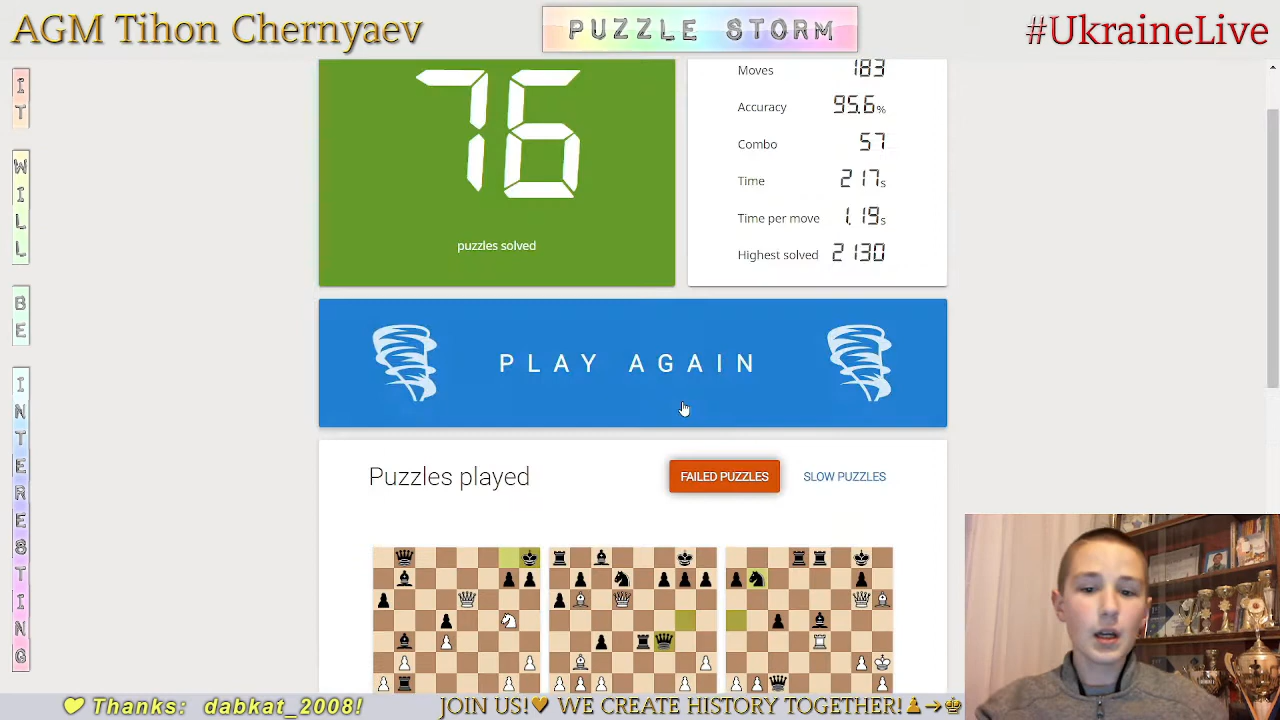 AGM Tihon Chernyaev
PUZZLE STORM
#UkraineLive
IT
WILL
BE
INTERESTING
76
puzzles solved
Moves 183
Accuracy 95.6%
Combo 57
Time 217s
Time per move 1.19s
Highest solved 2130
PLAY AGAIN
Puzzles played
FAILED PUZZLES
SLOW PUZZLES
Thanks: dabkat_2008!
JOIN US! WE CREATE HISTORY TOGETHER!